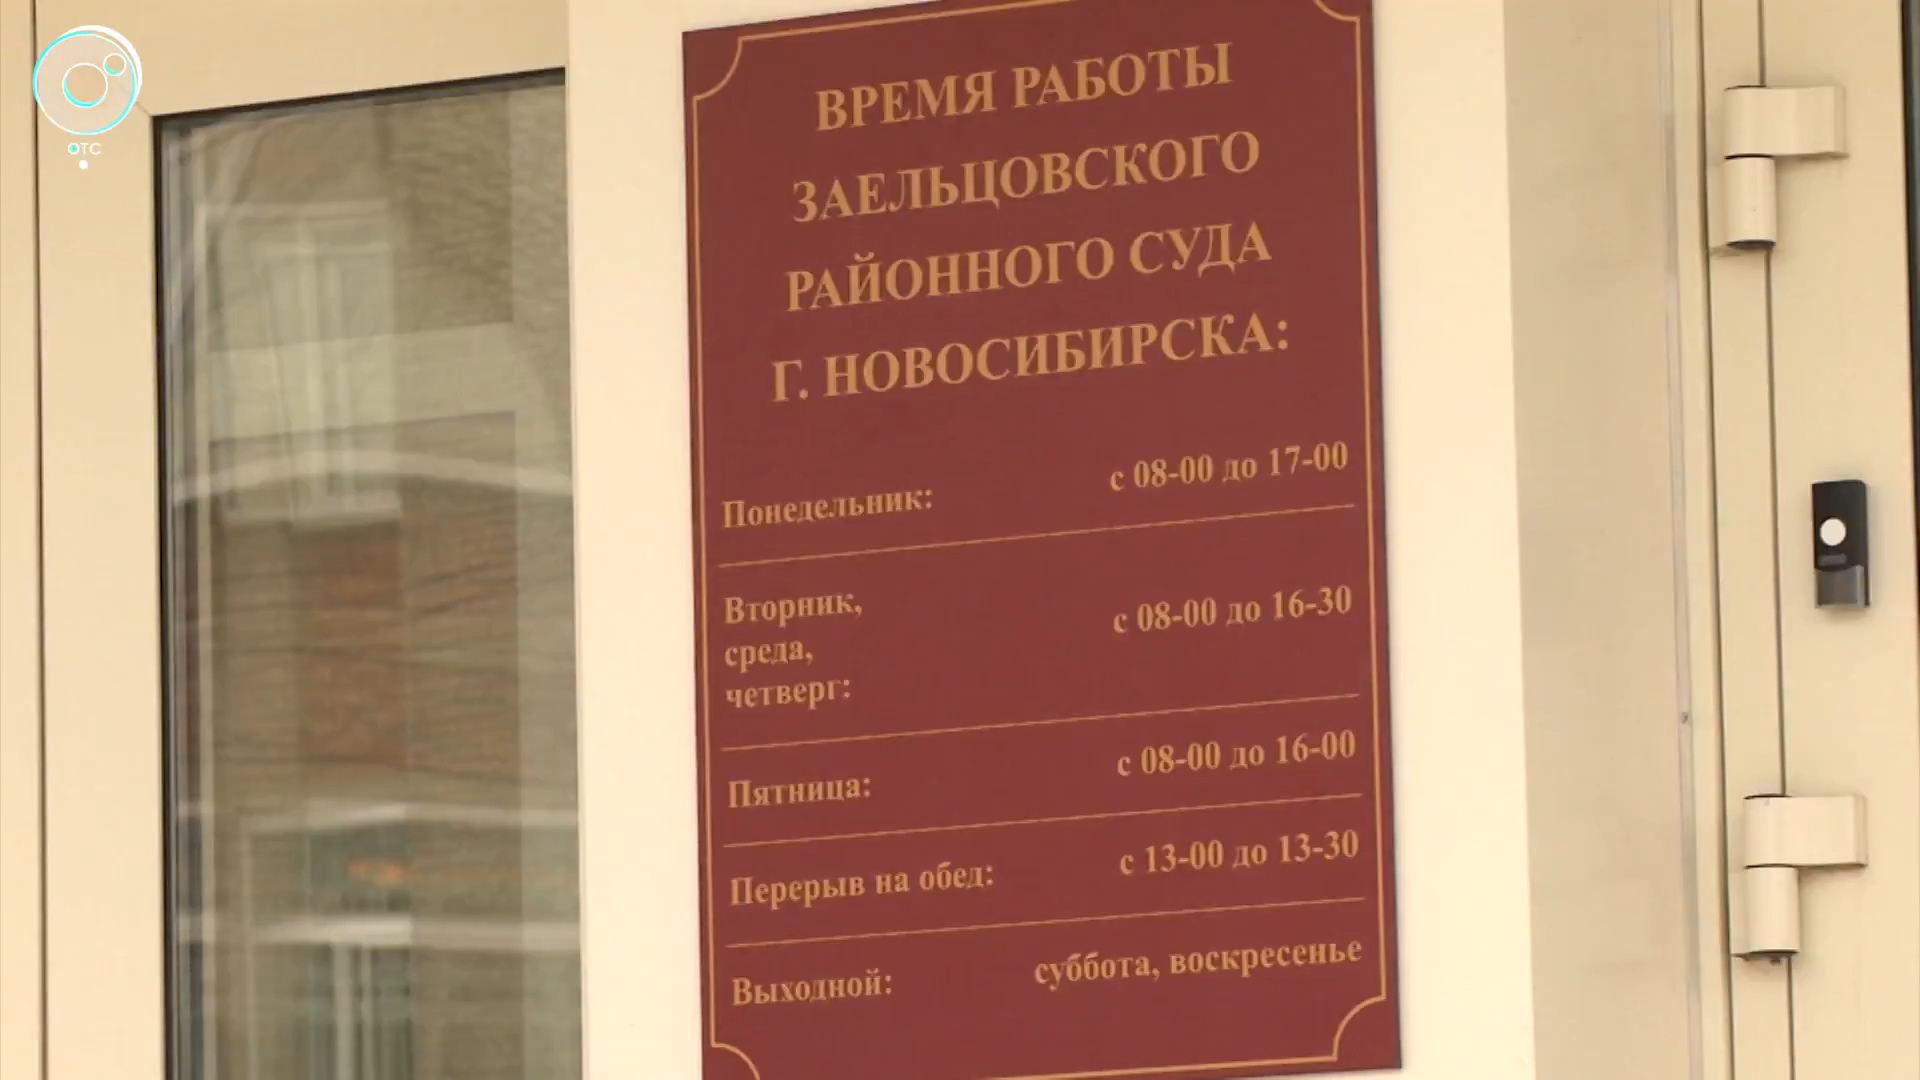 ОТС
ВРЕМЯ РАБОТЫ
ЗАЕЛЬЦОВСКОГО
РАЙОННОГО СУДА
Г. НОВОСИБИРСКА:
Понедельник: с 08-00 до 17-00
Вторник, с 08-00 до 16-30
среда,
четверг:
Пятница: с 08-00 до 16-00
Перерыв на обед: с 13-00 до 13-30
Выходной: суббота, воскресенье